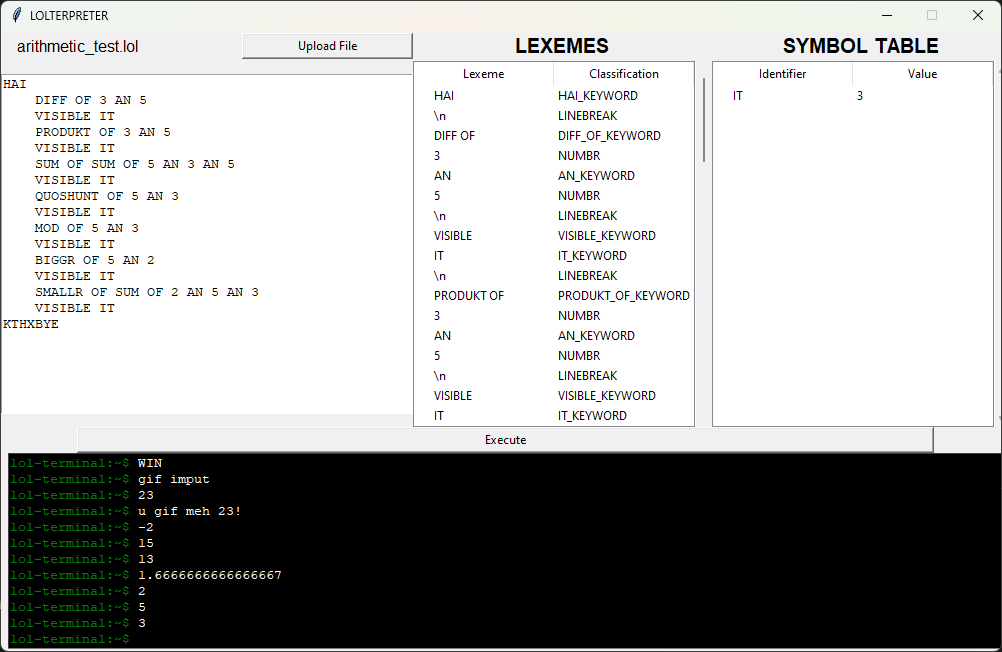 LOLTERPRETER
arithmetic_test.lol
Upload File
HAI
    DIFF OF 3 AN 5
    VISIBLE IT
    PRODUKT OF 3 AN 5
    VISIBLE IT
    SUM OF SUM OF 5 AN 3 AN 5
    VISIBLE IT
    QUOSHUNT OF 5 AN 3
    VISIBLE IT
    MOD OF 5 AN 3
    VISIBLE IT
    BIGGR OF 5 AN 2
    VISIBLE IT
    SMALLR OF SUM OF 2 AN 5 AN 3
    VISIBLE IT
KTHXBYE
LEXEMES
Lexeme Classification
HAI HAI_KEYWORD
\n LINEBREAK
DIFF OF DIFF_OF_KEYWORD
3 NUMBR
AN AN_KEYWORD
5 NUMBR
\n LINEBREAK
VISIBLE VISIBLE_KEYWORD
IT IT_KEYWORD
\n LINEBREAK
PRODUKT OF PRODUKT_OF_KEYWORD
3 NUMBR
AN AN_KEYWORD
5 NUMBR
\n LINEBREAK
VISIBLE VISIBLE_KEYWORD
IT IT_KEYWORD
SYMBOL TABLE
Identifier Value
IT 3
Execute
lol-terminal:~$ WIN
lol-terminal:~$ gif imput
lol-terminal:~$ 23
lol-terminal:~$ u gif meh 23!
lol-terminal:~$ -2
lol-terminal:~$ 15
lol-terminal:~$ 13
lol-terminal:~$ 1.6666666666666667
lol-terminal:~$ 2
lol-terminal:~$ 5
lol-terminal:~$ 3
lol-terminal:~$